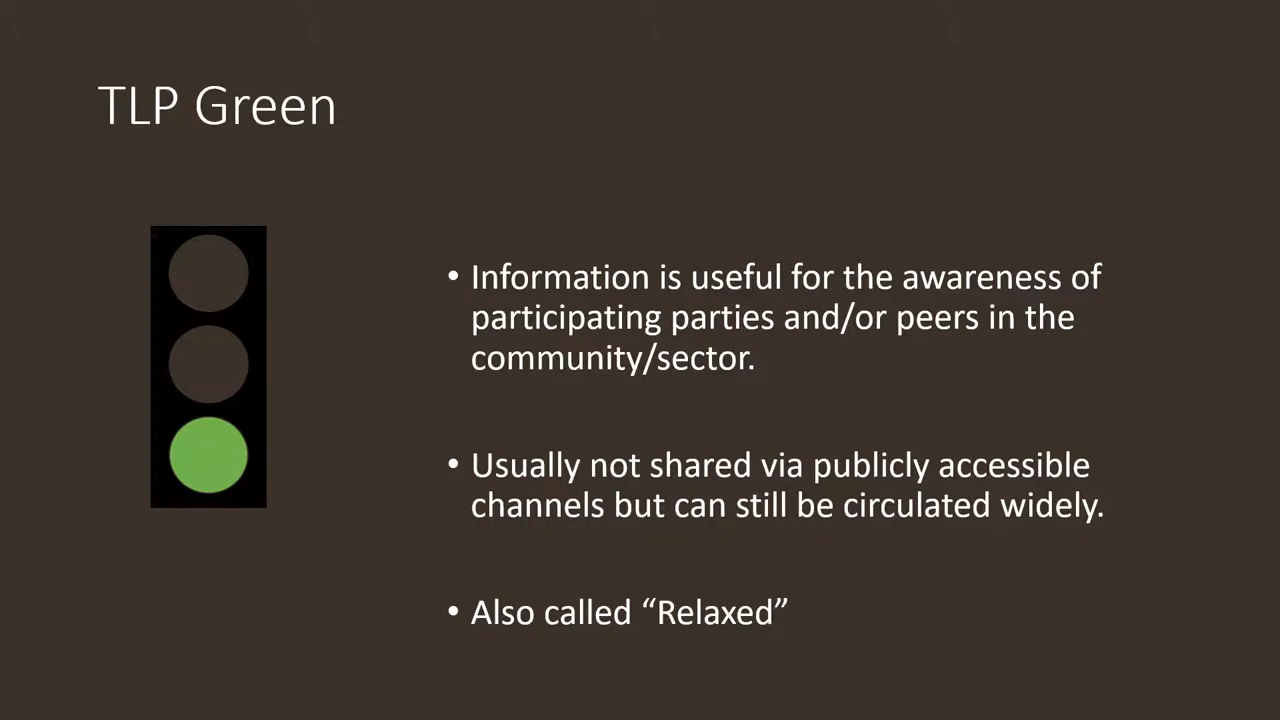 TLP Green
• Information is useful for the awareness of
participating parties and/or peers in the
community/sector.
• Usually not shared via publicly accessible
channels but can still be circulated widely.
• Also called “Relaxed”